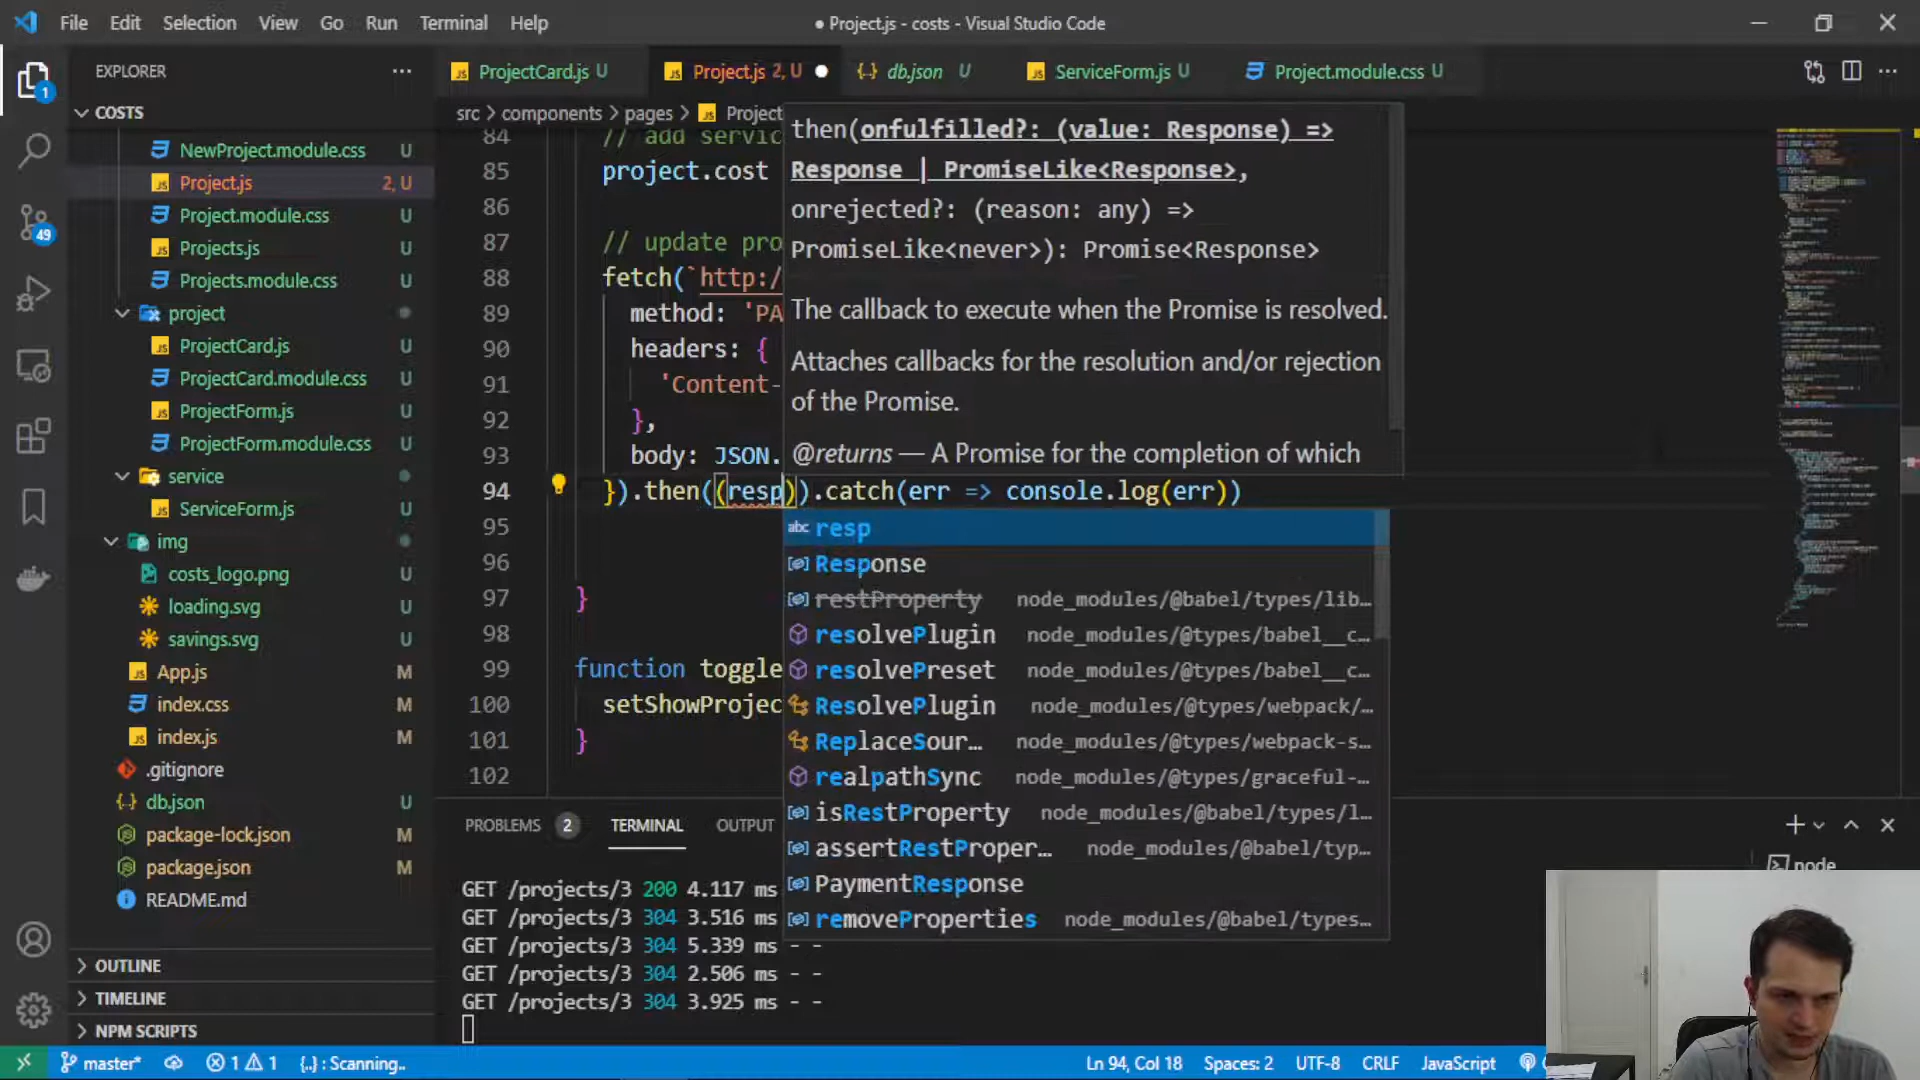 File Edit Selection View Go Run Terminal Help
● Project.js - costs - Visual Studio Code
EXPLORER
ProjectCard.js U
Project.js 2, U
db.json U
ServiceForm.js U
Project.module.css U
COSTS
src > components > pages > Project
NewProject.module.css U
Project.js 2, U
Project.module.css U
Projects.js U
Projects.module.css U
project
ProjectCard.js U
ProjectCard.module.css U
ProjectForm.js U
ProjectForm.module.css U
service
ServiceForm.js U
img
costs_logo.png U
loading.svg U
savings.svg U
App.js M
index.css M
index.js M
.gitignore
db.json U
package-lock.json M
package.json M
README.md
OUTLINE
TIMELINE
NPM SCRIPTS
1
49
84 // add servic
85 project.cost
86
87 // update pro
88 fetch(`http:/
89 method: 'PA
90 headers: {
91 'Content-
92 },
93 body: JSON.
94 }).then((resp)).catch(err => console.log(err))
95
96
97 }
98
99 function toggle
100 setShowProjec
101 }
102
then(onfulfilled?: (value: Response) =>
Response | PromiseLike<Response>,
onrejected?: (reason: any) =>
PromiseLike<never>): Promise<Response>
The callback to execute when the Promise is resolved.
Attaches callbacks for the resolution and/or rejection
of the Promise.
@returns — A Promise for the completion of which
abc resp
Response
restProperty node_modules/@babel/types/lib…
resolvePlugin node_modules/@types/babel__c…
resolvePreset node_modules/@types/babel__c…
ResolvePlugin node_modules/@types/webpack/…
ReplaceSour… node_modules/@types/webpack-s…
realpathSync node_modules/@types/graceful-…
isRestProperty node_modules/@babel/types/l…
assertRestProper… node_modules/@babel/typ…
PaymentResponse
removeProperties node_modules/@babel/types…
PROBLEMS 2 TERMINAL OUTPUT
node
GET /projects/3 200 4.117 ms
GET /projects/3 304 3.516 ms
GET /projects/3 304 5.339 ms - -
GET /projects/3 304 2.506 ms - -
GET /projects/3 304 3.925 ms - -
master* 1 1 {..} : Scanning.. Ln 94, Col 18 Spaces: 2 UTF-8 CRLF JavaScript